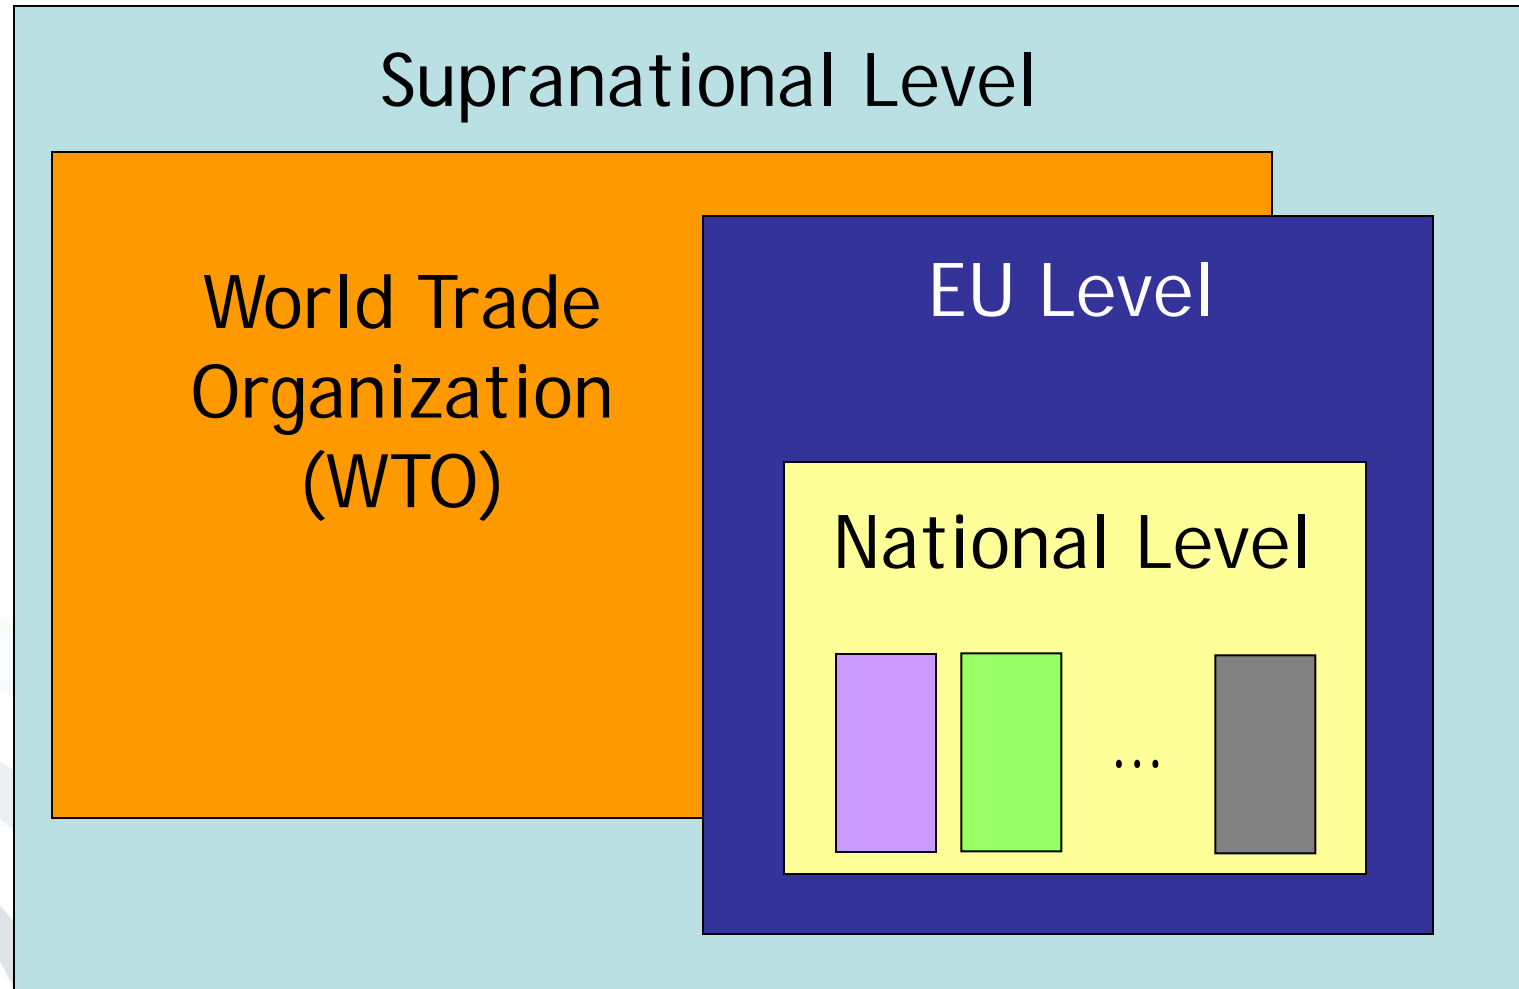 Supranational Level
World Trade
Organization
(WTO)
EU Level
National Level
...